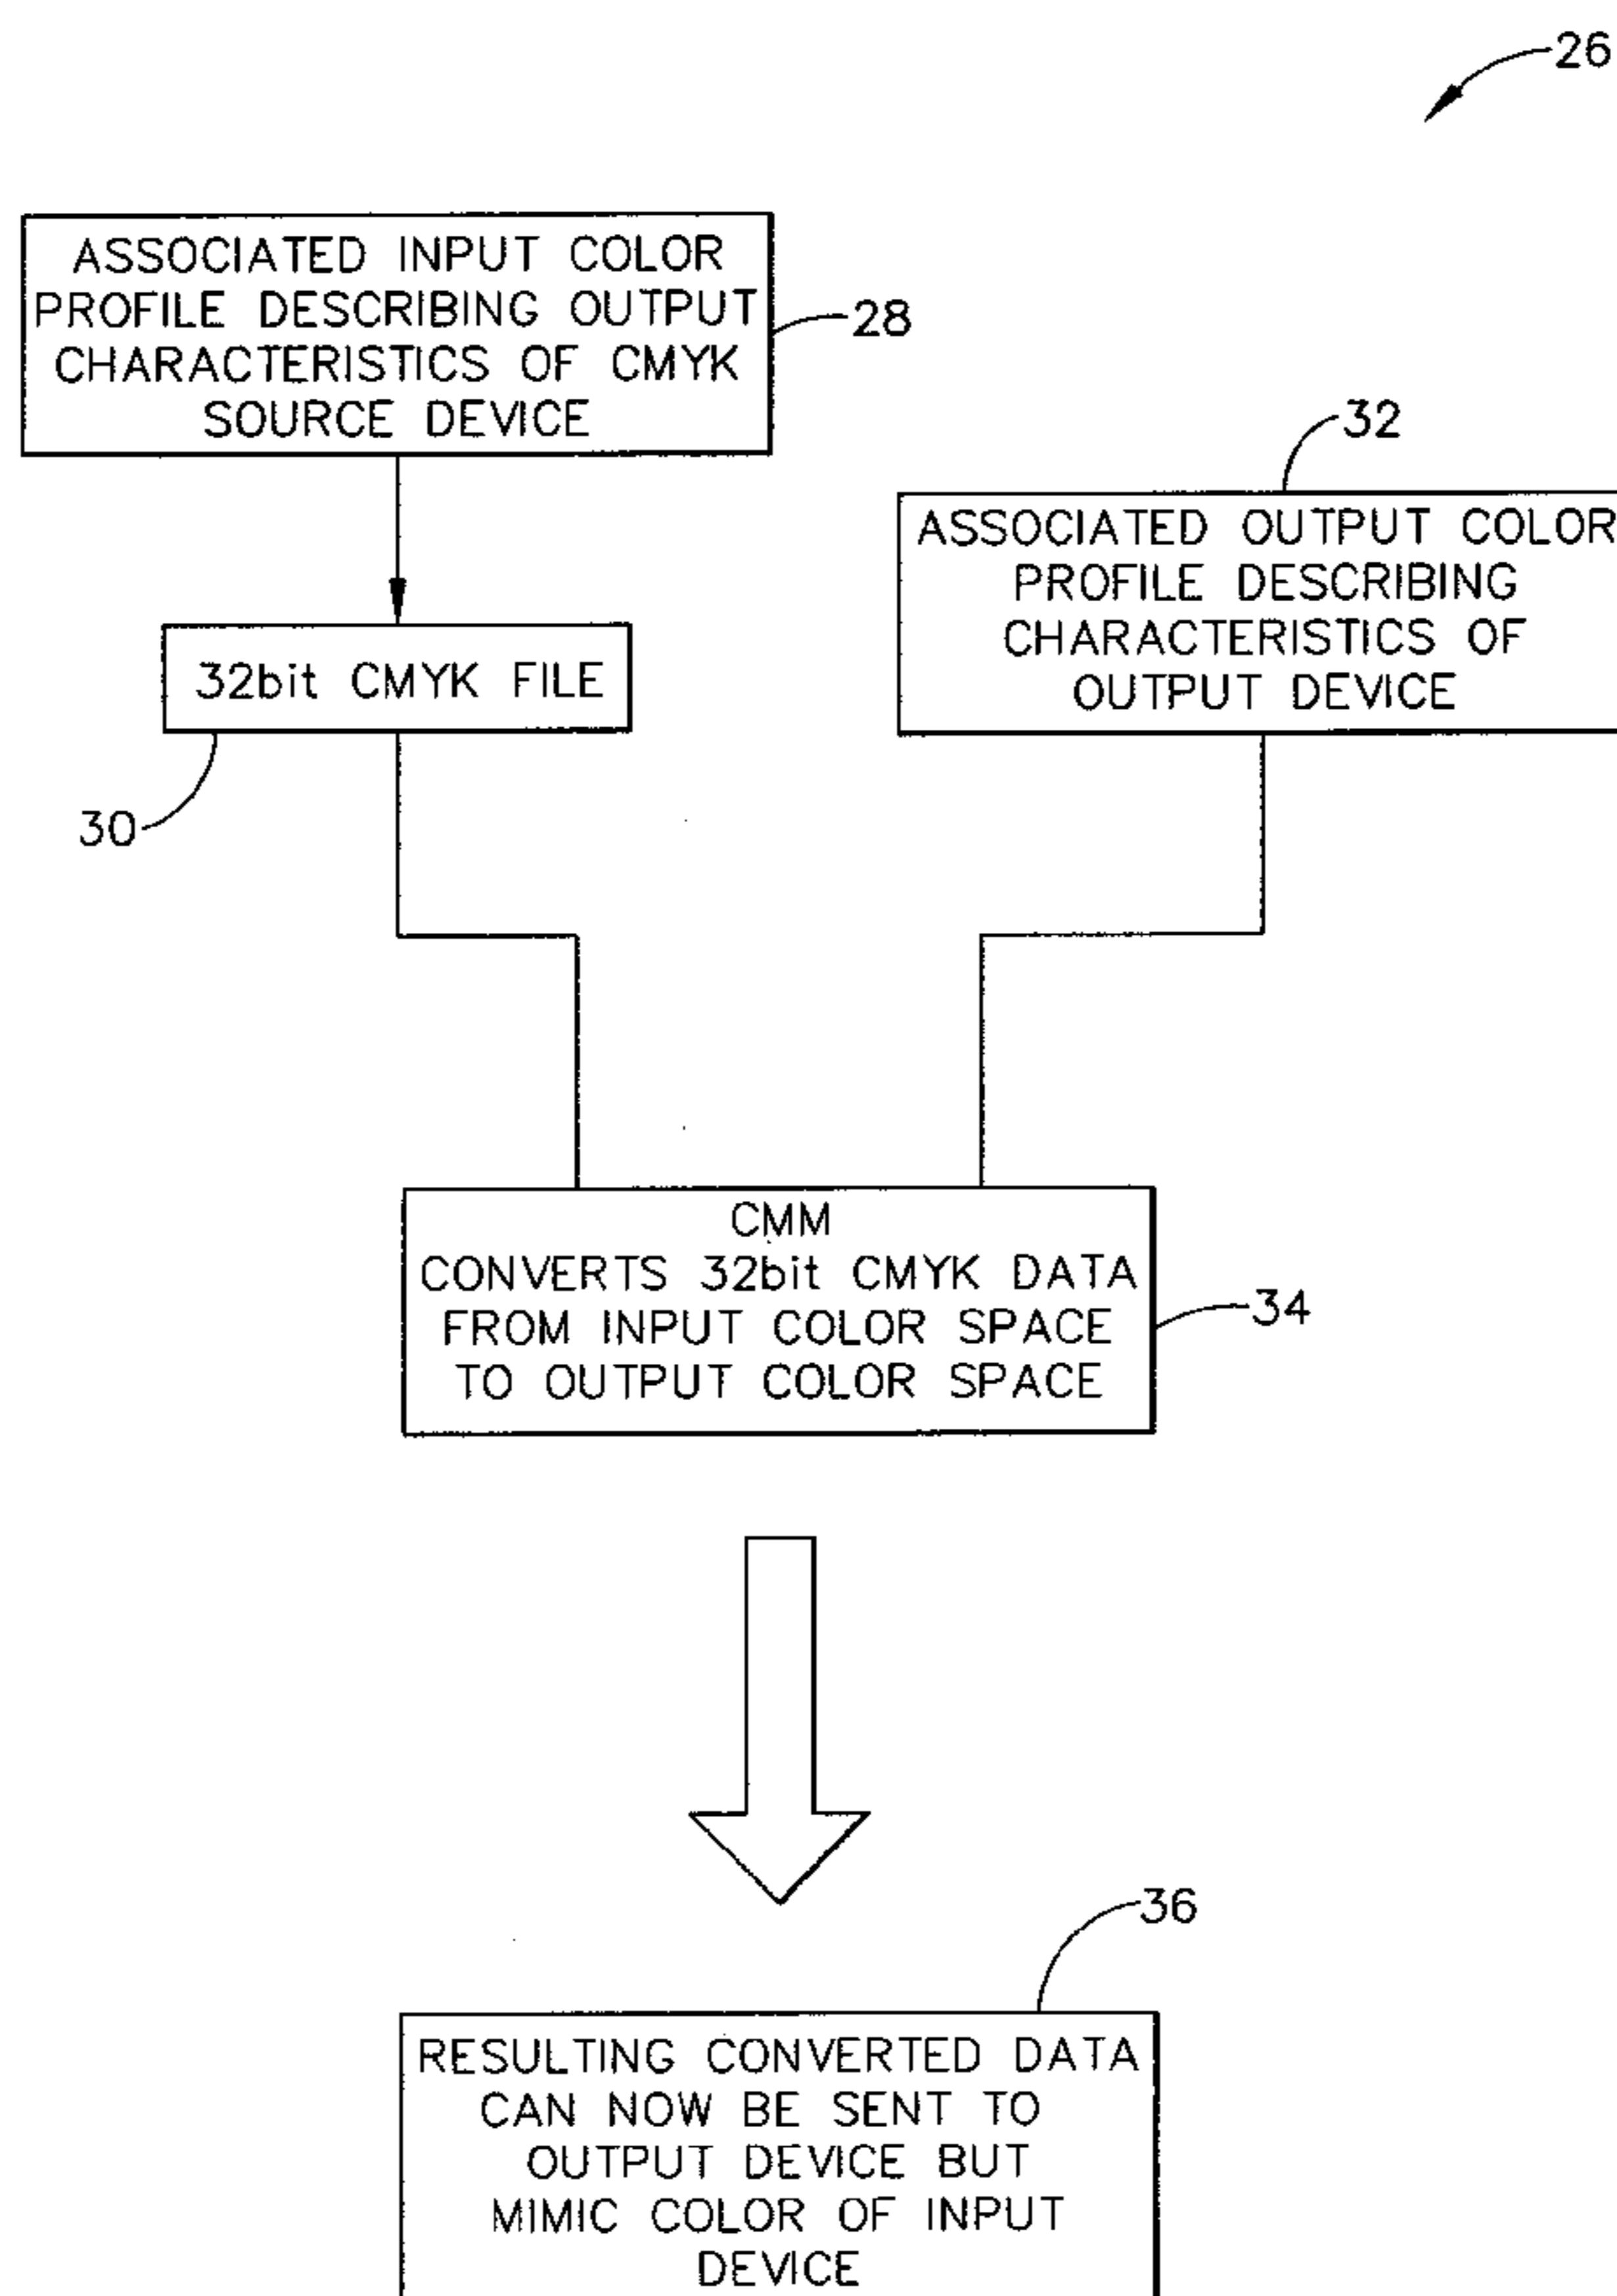 26
ASSOCIATED INPUT COLOR
PROFILE DESCRIBING OUTPUT
CHARACTERISTICS OF CMYK
SOURCE DEVICE
28
32
ASSOCIATED OUTPUT COLOR
PROFILE DESCRIBING
CHARACTERISTICS OF
OUTPUT DEVICE
32bit CMYK FILE
30
CMM
CONVERTS 32bit CMYK DATA
FROM INPUT COLOR SPACE
TO OUTPUT COLOR SPACE
34
36
RESULTING CONVERTED DATA
CAN NOW BE SENT TO
OUTPUT DEVICE BUT
MIMIC COLOR OF INPUT
DEVICE